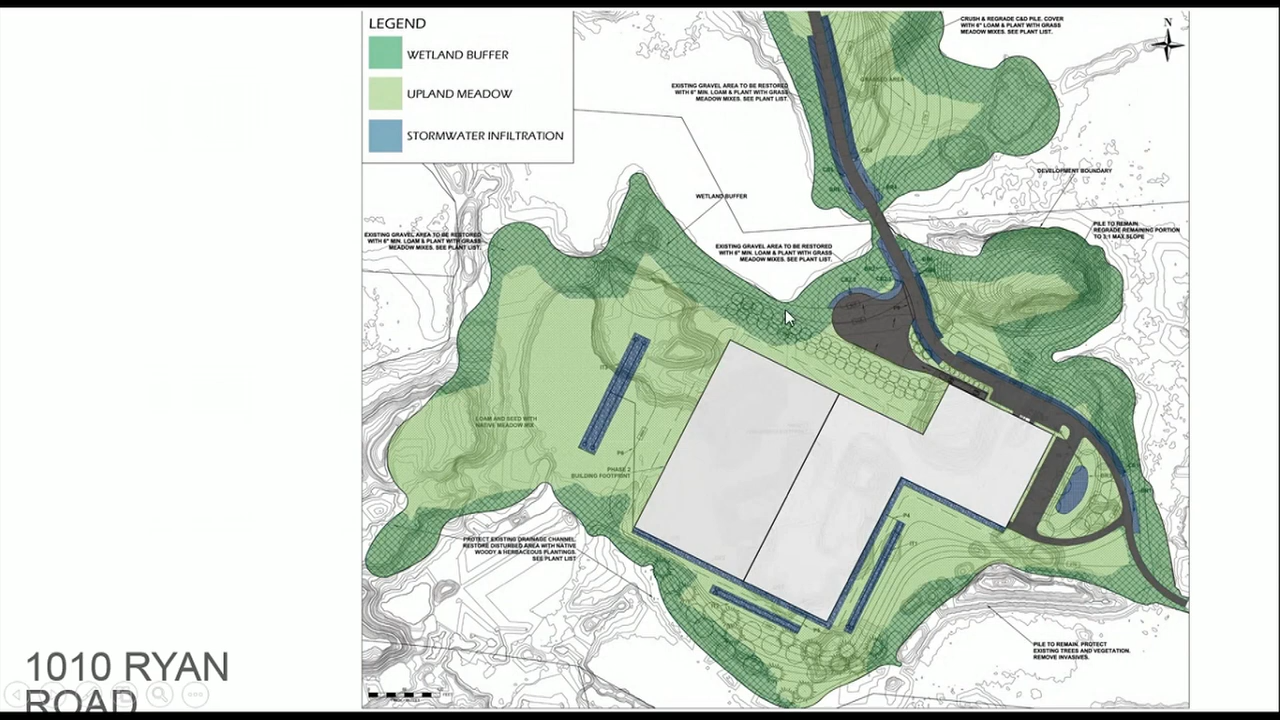 LEGEND
WETLAND BUFFER
UPLAND MEADOW
STORMWATER INFILTRATION
CRUSH & REGRADE C&D PILE. COVER
WITH 6" LOAM & PLANT WITH GRASS
MEADOW MIXES. SEE PLANT LIST.
N
EXISTING GRAVEL AREA TO BE RESTORED
WITH 6" MIN. LOAM & PLANT WITH GRASS
MEADOW MIXES. SEE PLANT LIST.
DEVELOPMENT BOUNDARY
WETLAND BUFFER
PILE TO REMAIN.
REGRADE REMAINING PORTION
TO 3:1 MAX SLOPE
EXISTING GRAVEL AREA TO BE RESTORED
WITH 6" MIN. LOAM & PLANT WITH GRASS
MEADOW MIXES. SEE PLANT LIST.
EXISTING GRAVEL AREA TO BE RESTORED
WITH 6" MIN. LOAM & PLANT WITH GRASS
MEADOW MIXES. SEE PLANT LIST.
LOAM AND SEED WITH
NATIVE MEADOW MIX
PHASE 2
BUILDING FOOTPRINT
P4
PROTECT EXISTING DRAINAGE CHANNEL.
RESTORE DISTURBED AREA WITH NATIVE
WOODY & HERBACEOUS PLANTINGS.
SEE PLANT LIST
PILE TO REMAIN. PROTECT
EXISTING TREES AND VEGETATION.
REMOVE INVASIVES.
1010 RYAN
ROAD